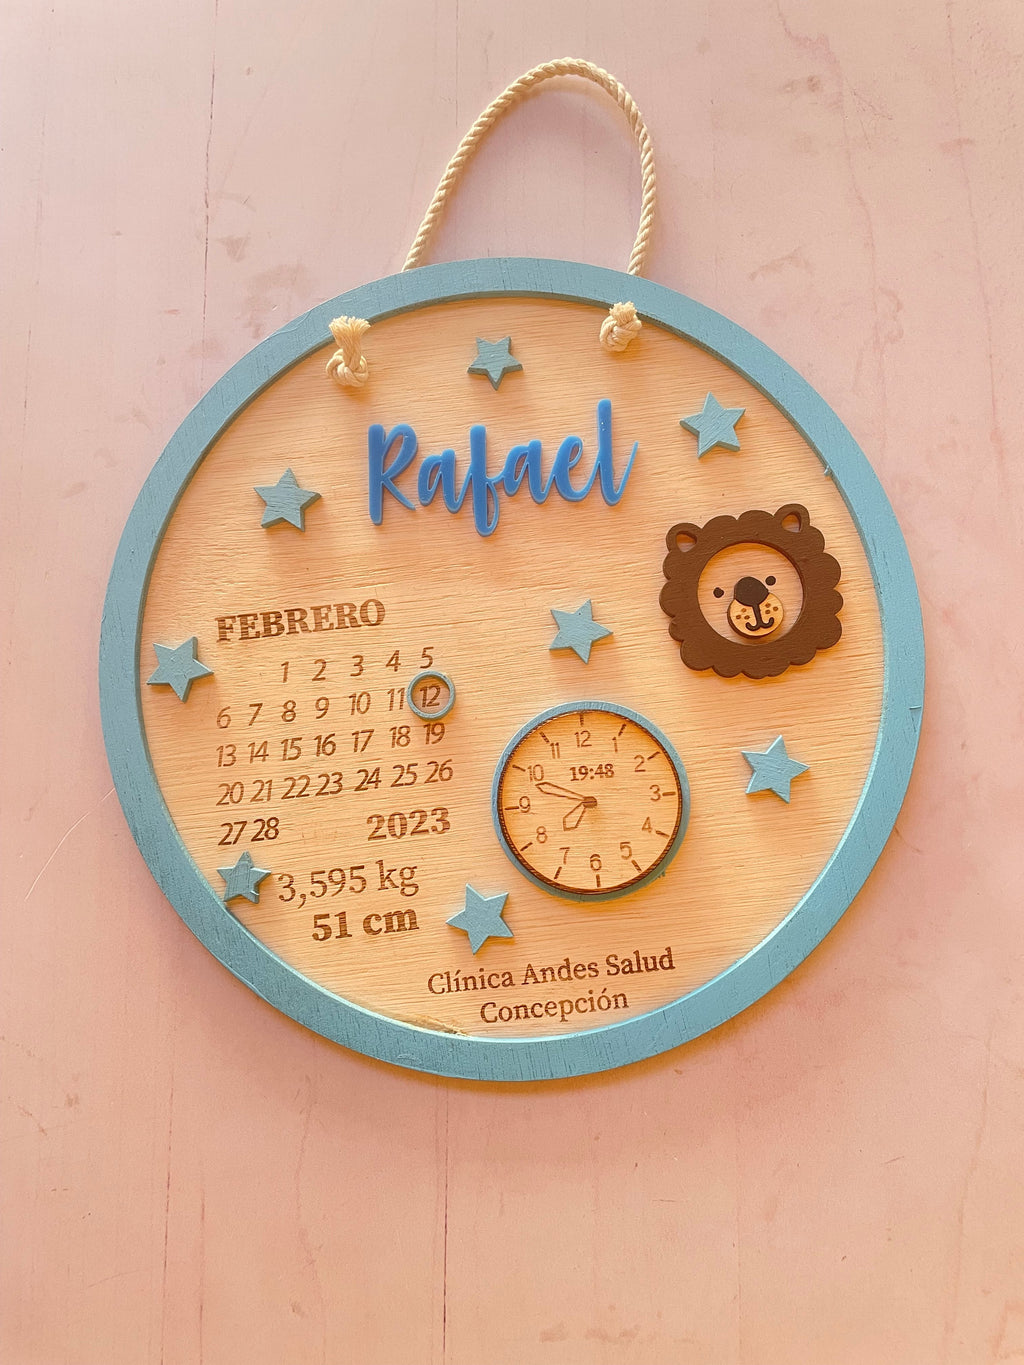 Rafael
FEBRERO
1 2 3 4 5
6 7 8 9 10 11 12
13 14 15 16 17 18 19
20 21 22 23 24 25 26
27 28
2023
3,595 kg
51 cm
12
1
2
3
4
5
6
7
8
9
10
11
19:48
Clínica Andes Salud
Concepción